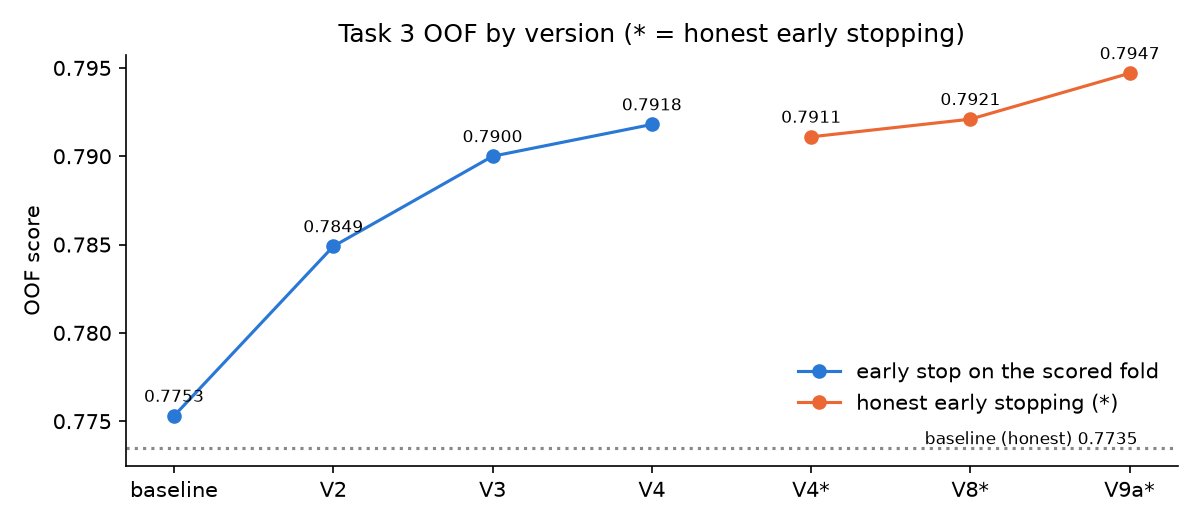 Task 3 OOF by version (* = honest early stopping)
OOF score
0.795
0.790
0.785
0.780
0.775
0.7753
0.7849
0.7900
0.7918
0.7911
0.7921
0.7947
early stop on the scored fold
honest early stopping (*)
baseline (honest) 0.7735
baseline V2 V3 V4 V4* V8* V9a*